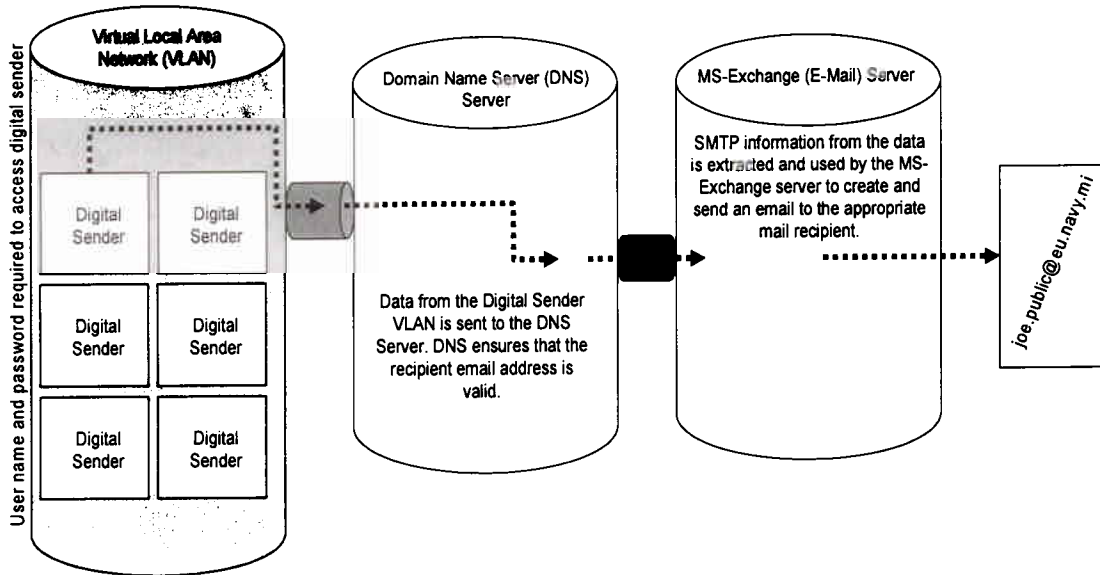 User name and password required to access digital sender
Virtual Local Area
Network (VLAN)
Digital
Sender
Digital
Sender
Digital
Sender
Digital
Sender
Digital
Sender
Digital
Sender
Domain Name Server (DNS)
Server
Data from the Digital Sender
VLAN is sent to the DNS
Server. DNS ensures that the
recipient email address is
valid.
MS-Exchange (E-Mail) Server
SMTP information from the data
is extracted and used by the MS-
Exchange server to create and
send an email to the appropriate
mail recipient.
joe.public@eu.navy.mi